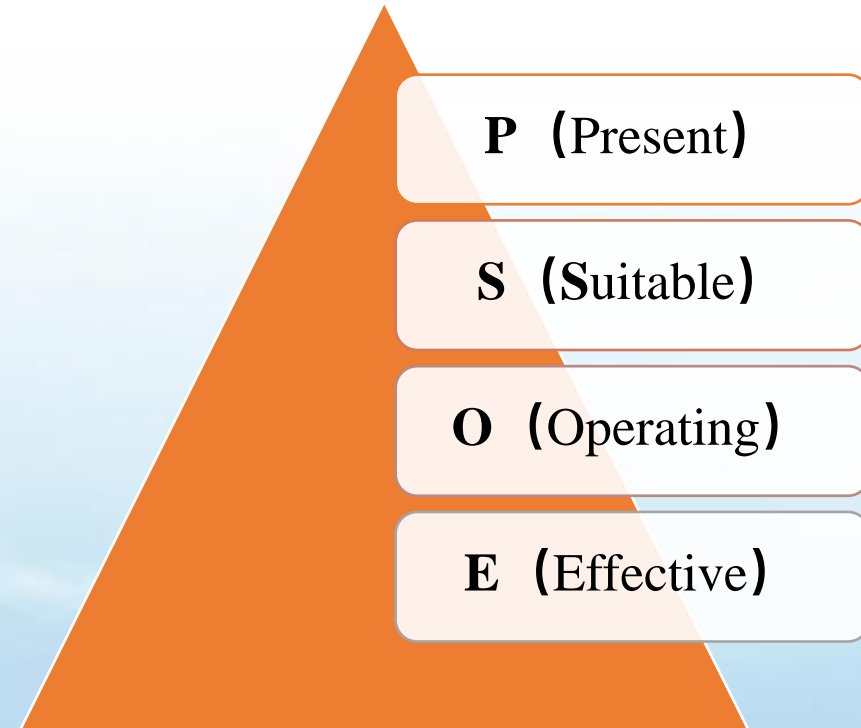 P (Present)
S (Suitable)
O (Operating)
E (Effective)